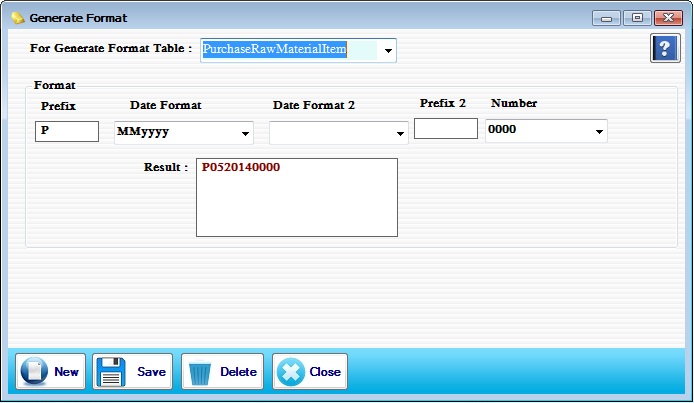 Generate Format
For Generate Format Table : PurchaseRawMaterialItem
?
Format
Prefix Date Format Date Format 2 Prefix 2 Number
P MMyyyy 0000
Result : P0520140000
New Save Delete Close